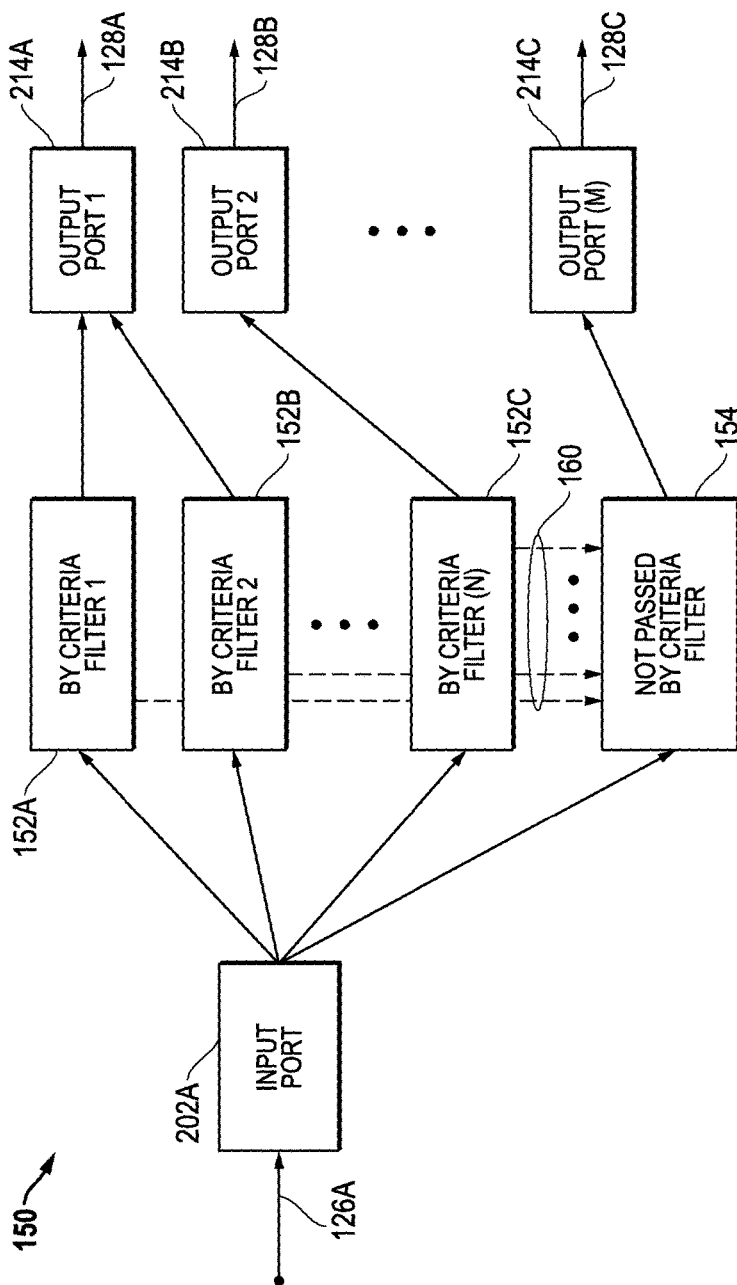 150
126A
202A
INPUT
PORT
152A
BY CRITERIA
FILTER 1
BY CRITERIA
FILTER 2
152B
BY CRITERIA
FILTER (N)
152C
160
NOT PASSED
BY CRITERIA
FILTER
154
OUTPUT
PORT 1
214A
128A
OUTPUT
PORT 2
214B
128B
OUTPUT
PORT (M)
214C
128C